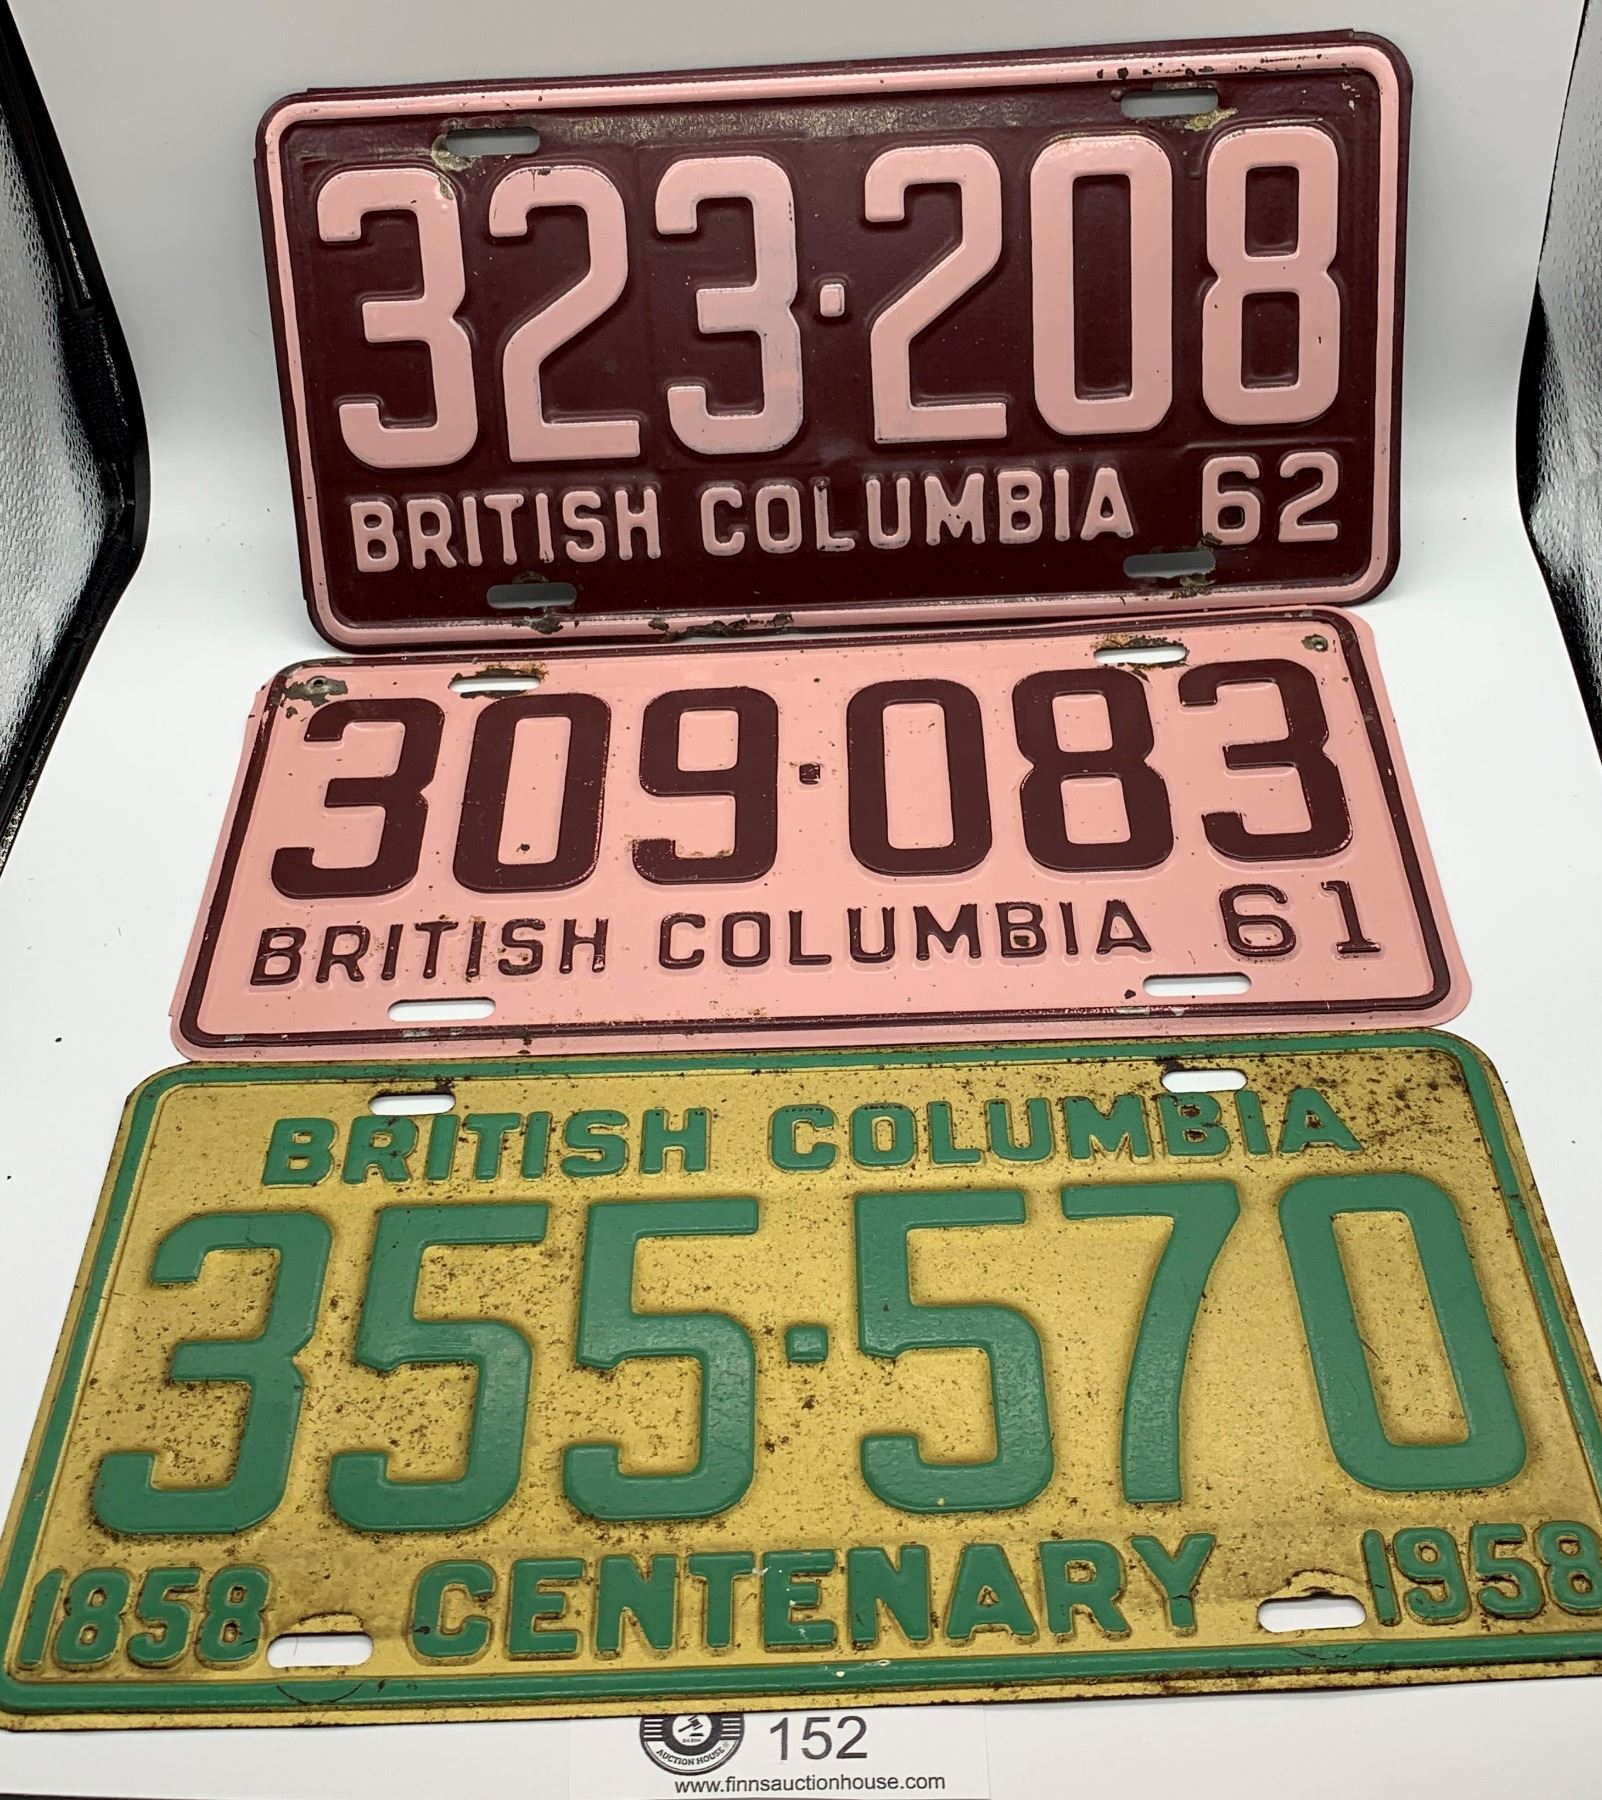 323·208
BRITISH COLUMBIA 62
309·083
BRITISH COLUMBIA 61
BRITISH COLUMBIA
355·570
1858 CENTENARY 1958
AUCTION HOUSE
152
www.finnsauctionhouse.com